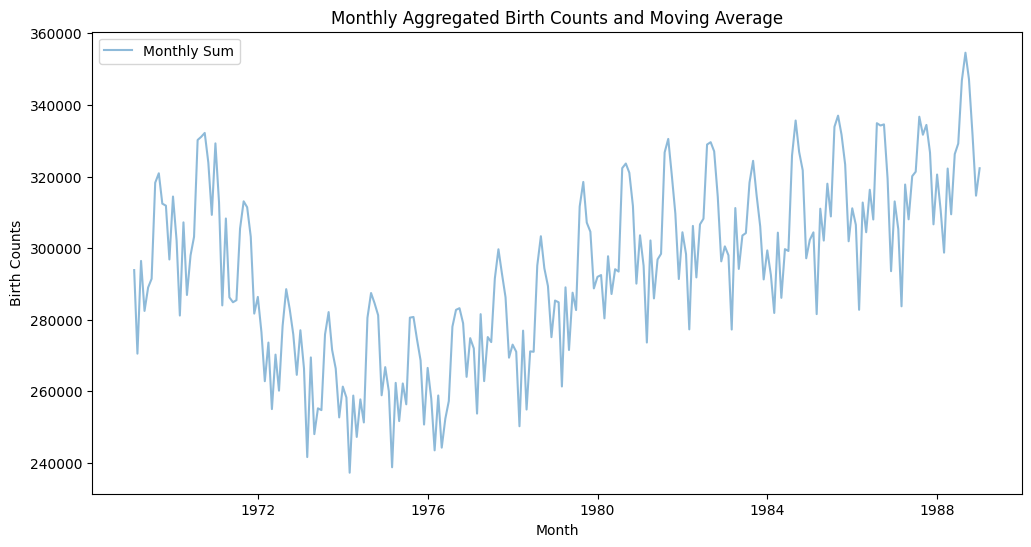 Monthly Aggregated Birth Counts and Moving Average
Monthly Sum
360000
340000
320000
300000
280000
260000
240000
Birth Counts
1972 1976 1980 1984 1988
Month